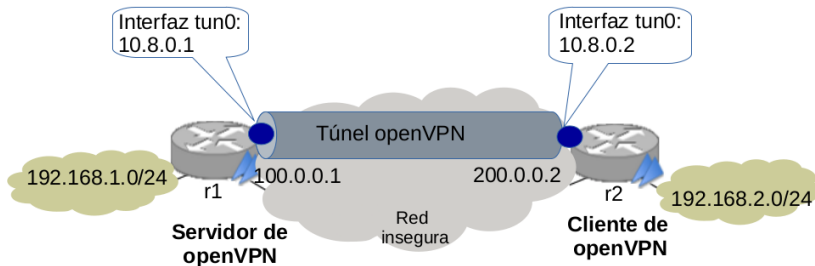 Interfaz tun0:
10.8.0.1
Interfaz tun0:
10.8.0.2
Túnel openVPN
192.168.1.0/24
r1
100.0.0.1
200.0.0.2
r2
192.168.2.0/24
Servidor de
openVPN
Red
insegura
Cliente de
openVPN